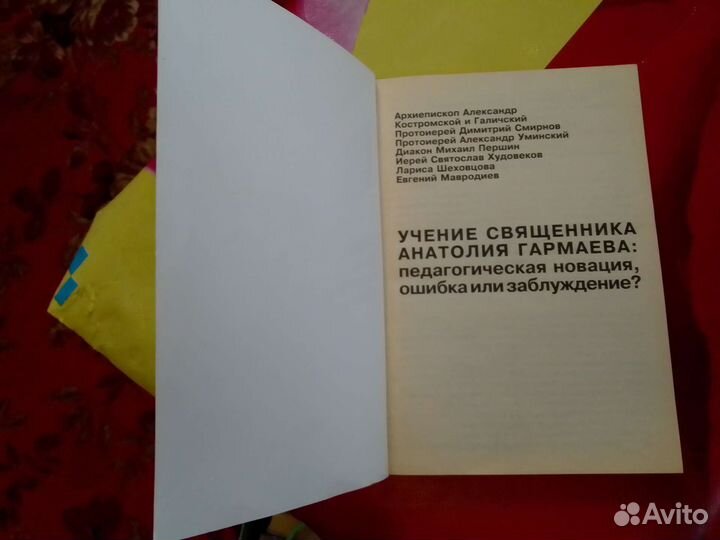 Архиепископ Александр
Костромской и Галичский
Протоиерей Димитрий Смирнов
Протоиерей Александр Уминский
Диакон Михаил Першин
Иерей Святослав Худовеков
Лариса Шеховцова
Евгений Мавродиев
УЧЕНИЕ СВЯЩЕННИКА
АНАТОЛИЯ ГАРМАЕВА:
педагогическая новация,
ошибка или заблуждение?
Avito